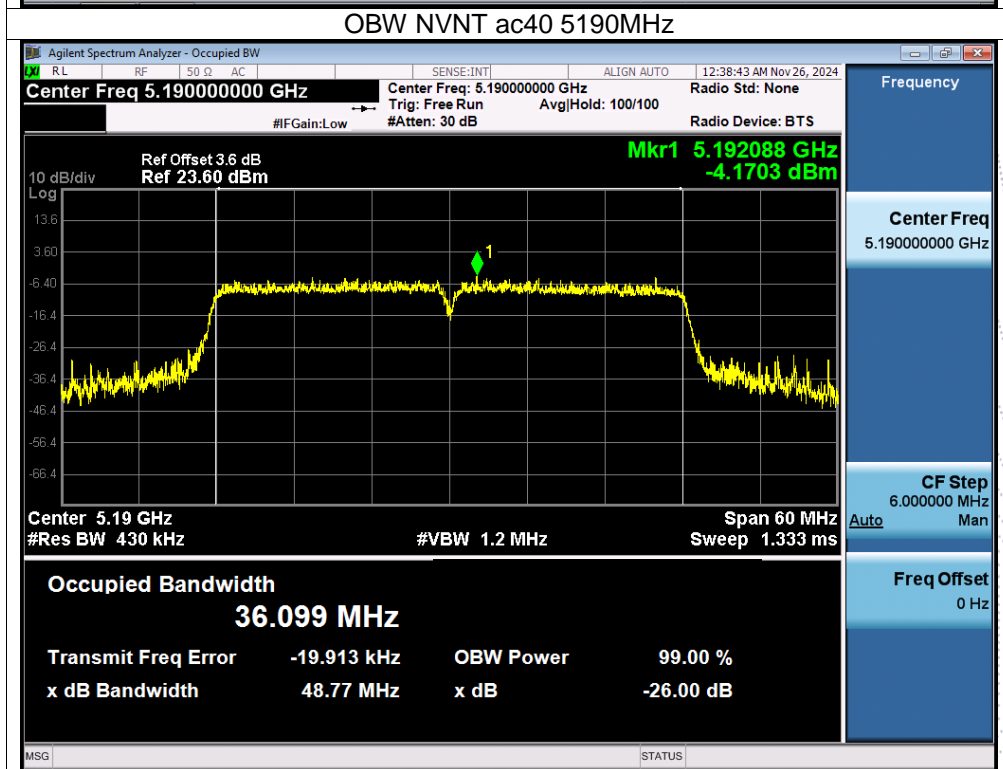 OBW NVNT ac40 5190MHz
Agilent Spectrum Analyzer - Occupied BW
LXI RL RF 50 Ω AC SENSE:INT ALIGN AUTO 12:38:43 AM Nov 26, 2024
Center Freq 5.190000000 GHz
Center Freq: 5.190000000 GHz
Radio Std: None
Trig: Free Run Avg|Hold: 100/100
#IFGain:Low
#Atten: 30 dB
Radio Device: BTS
Frequency
Mkr1 5.192088 GHz
-4.1703 dBm
Ref Offset 3.6 dB
10 dB/div Ref 23.60 dBm
Log
13.6
3.60
-6.40
-16.4
-26.4
-36.4
-46.4
-56.4
-66.4
1
Center Freq
5.190000000 GHz
Center 5.19 GHz Span 60 MHz
#Res BW 430 kHz #VBW 1.2 MHz Sweep 1.333 ms
CF Step
6.000000 MHz
Auto Man
Occupied Bandwidth
36.099 MHz
Transmit Freq Error -19.913 kHz OBW Power 99.00 %
x dB Bandwidth 48.77 MHz x dB -26.00 dB
Freq Offset
0 Hz
MSG STATUS